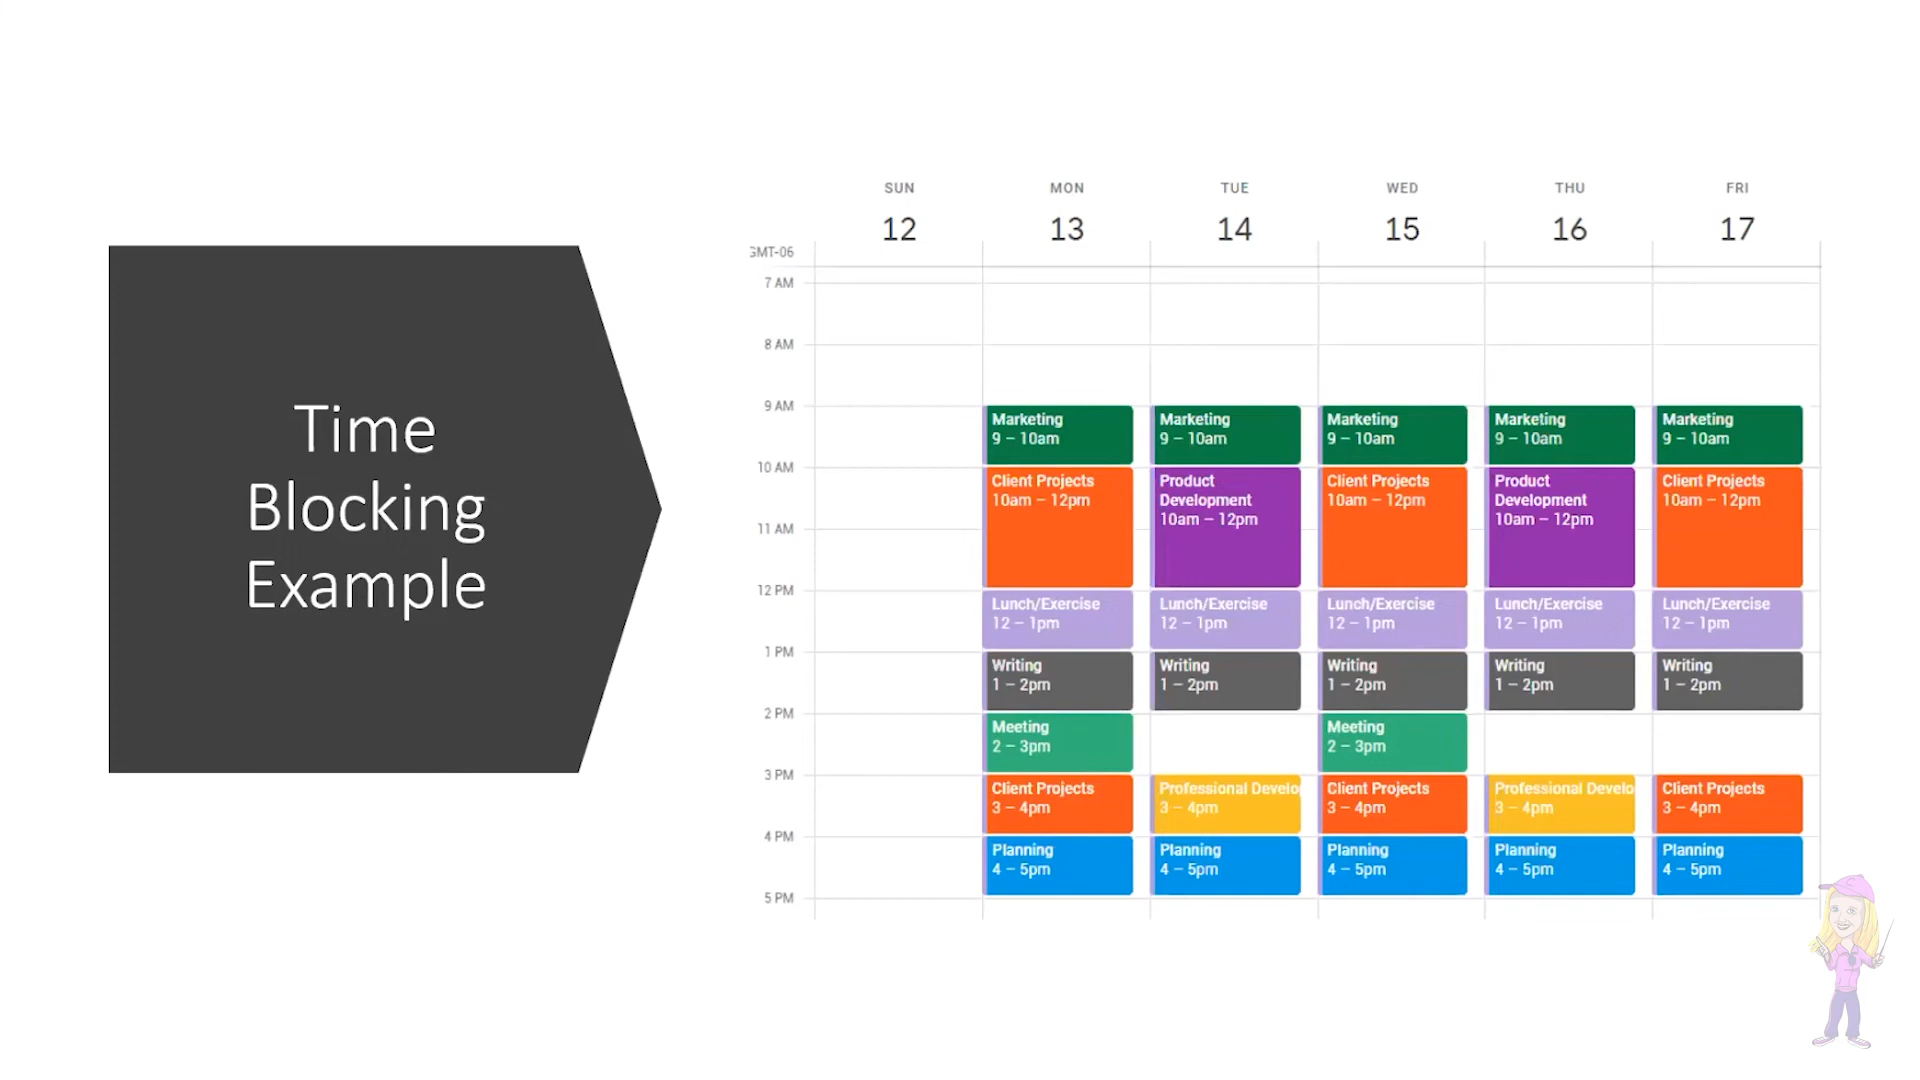 Time
Blocking
Example
SUN MON TUE WED THU FRI
12 13 14 15 16 17
GMT-06
7 AM
8 AM
9 AM
Marketing Marketing Marketing Marketing Marketing
9 – 10am 9 – 10am 9 – 10am 9 – 10am 9 – 10am
10 AM
Client Projects Product Client Projects Product Client Projects
10am – 12pm Development 10am – 12pm Development 10am – 12pm
10am – 12pm 10am – 12pm
11 AM
12 PM
Lunch/Exercise Lunch/Exercise Lunch/Exercise Lunch/Exercise Lunch/Exercise
12 – 1pm 12 – 1pm 12 – 1pm 12 – 1pm 12 – 1pm
1 PM
Writing Writing Writing Writing Writing
1 – 2pm 1 – 2pm 1 – 2pm 1 – 2pm 1 – 2pm
2 PM
Meeting Meeting
2 – 3pm 2 – 3pm
3 PM
Client Projects Professional Develo Client Projects Professional Develo Client Projects
3 – 4pm 3 – 4pm 3 – 4pm 3 – 4pm 3 – 4pm
4 PM
Planning Planning Planning Planning Planning
4 – 5pm 4 – 5pm 4 – 5pm 4 – 5pm 4 – 5pm
5 PM